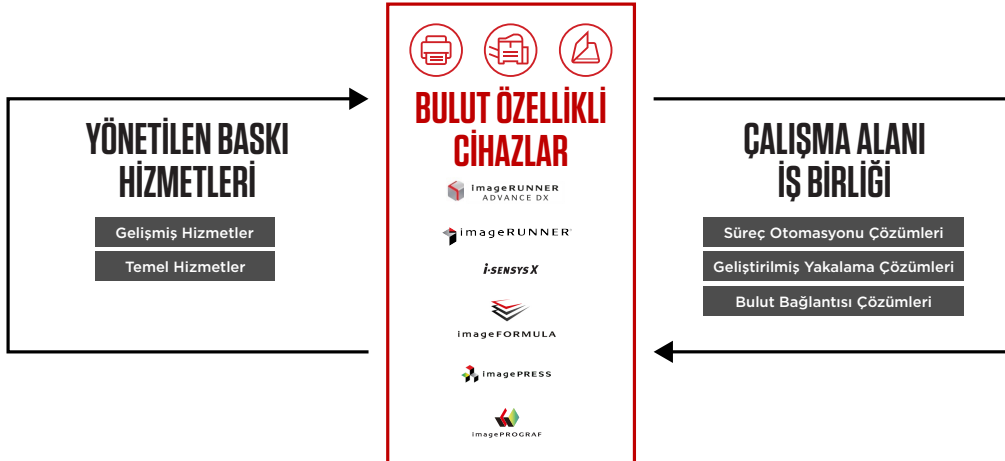 YÖNETİLEN BASKI
HİZMETLERİ
Gelişmiş Hizmetler
Temel Hizmetler
BULUT ÖZELLİKLİ
CİHAZLAR
imageRUNNER
ADVANCE DX
imageRUNNER
i-SENSYS X
imageFORMULA
imagePRESS
imagePROGRAF
ÇALIŞMA ALANI
İŞ BİRLİĞİ
Süreç Otomasyonu Çözümleri
Geliştirilmiş Yakalama Çözümleri
Bulut Bağlantısı Çözümleri